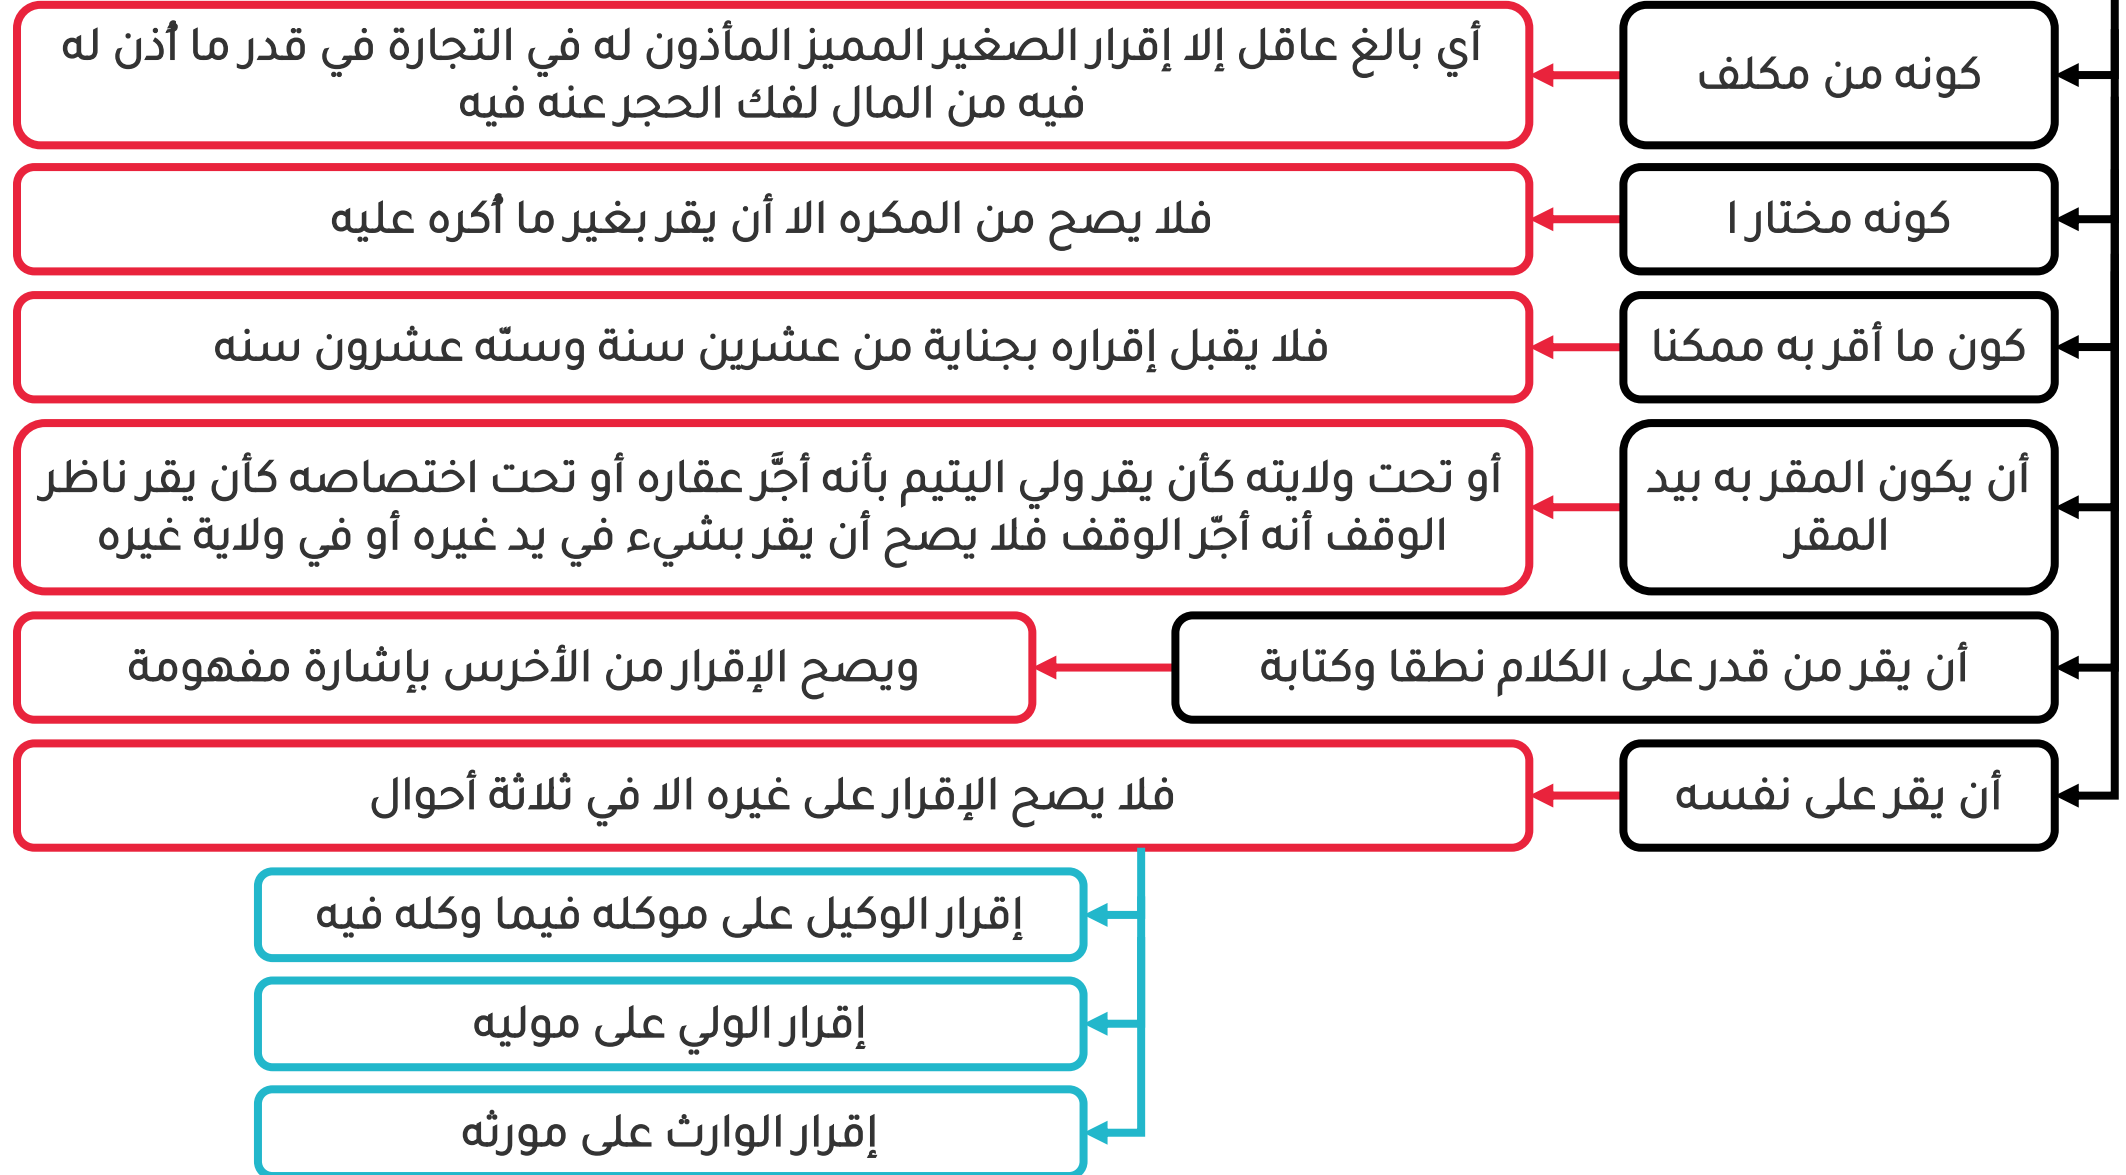 كونه من مكلف
أي بالغ عاقل إلا إقرار الصغير المميز المأذون له في التجارة في قدر ما أُذن له
فيه من المال لفك الحجر عنه فيه
كونه مختار ا
فلا يصح من المكره الا أن يقر بغير ما أُكره عليه
كون ما أقر به ممكنا
فلا يقبل إقراره بجناية من عشرين سنة وسنّه عشرون سنه
أن يكون المقر به بيد
المقر
أو تحت ولايته كأن يقر ولي اليتيم بأنه أجَّر عقاره أو تحت اختصاصه كأن يقر ناظر
الوقف أنه أجّر الوقف فلا يصح أن يقر بشيء في يد غيره أو في ولاية غيره
أن يقر من قدر على الكلام نطقا وكتابة
ويصح الإقرار من الأخرس بإشارة مفهومة
أن يقر على نفسه
فلا يصح الإقرار على غيره الا في ثلاثة أحوال
إقرار الوكيل على موكله فيما وكله فيه
إقرار الولي على موليه
إقرار الوارث على مورثه